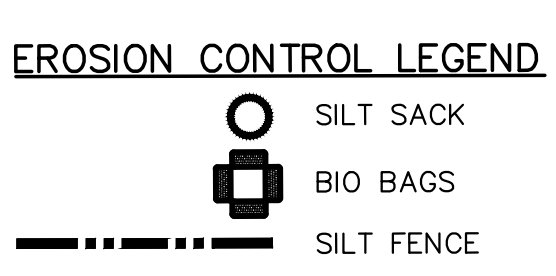 EROSION CONTROL LEGEND
SILT SACK
BIO BAGS
SILT FENCE